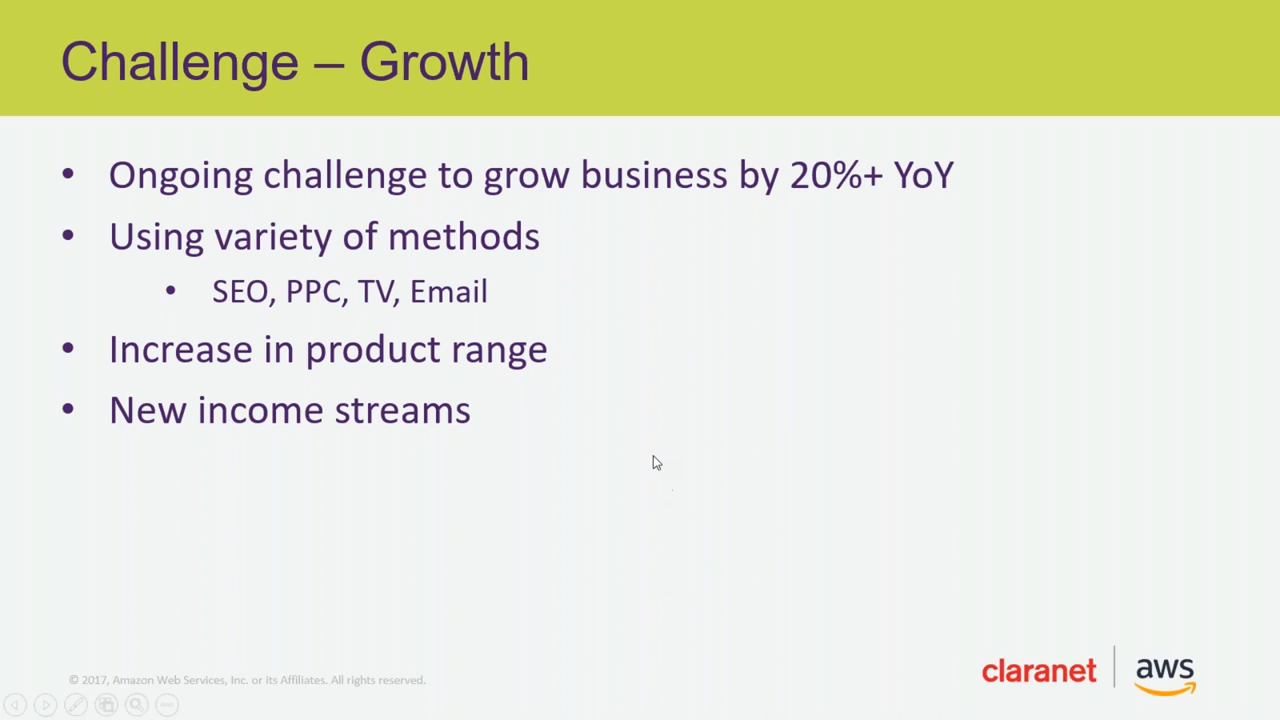 Challenge – Growth
• Ongoing challenge to grow business by 20%+ YoY
• Using variety of methods
• SEO, PPC, TV, Email
• Increase in product range
• New income streams
© 2017, Amazon Web Services, Inc. or its Affiliates. All rights reserved.
claranet | aws